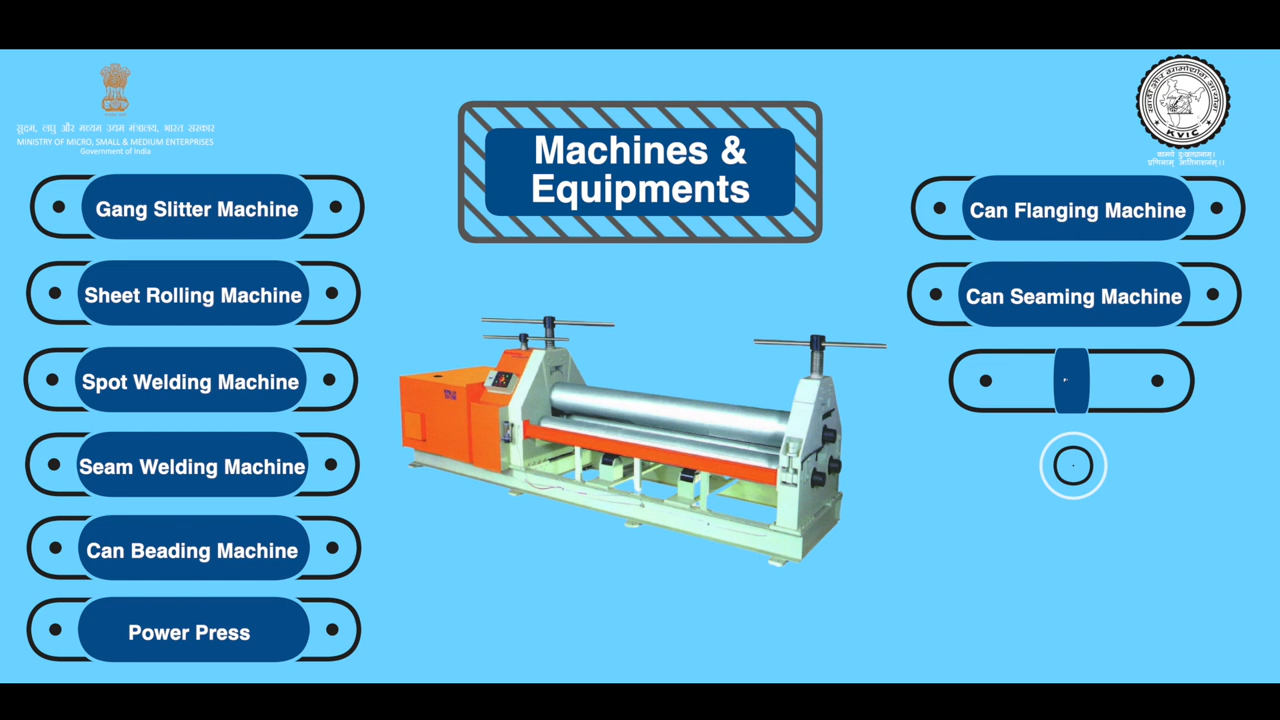 सूक्ष्म, लघु और मध्यम उद्यम मंत्रालय, भारत सरकार
MINISTRY OF MICRO, SMALL & MEDIUM ENTERPRISES
Government of India
खादी और ग्रामोद्योग आयोग
KVIC
Machines &
Equipments
Gang Slitter Machine
Sheet Rolling Machine
Spot Welding Machine
Seam Welding Machine
Can Beading Machine
Power Press
Can Flanging Machine
Can Seaming Machine